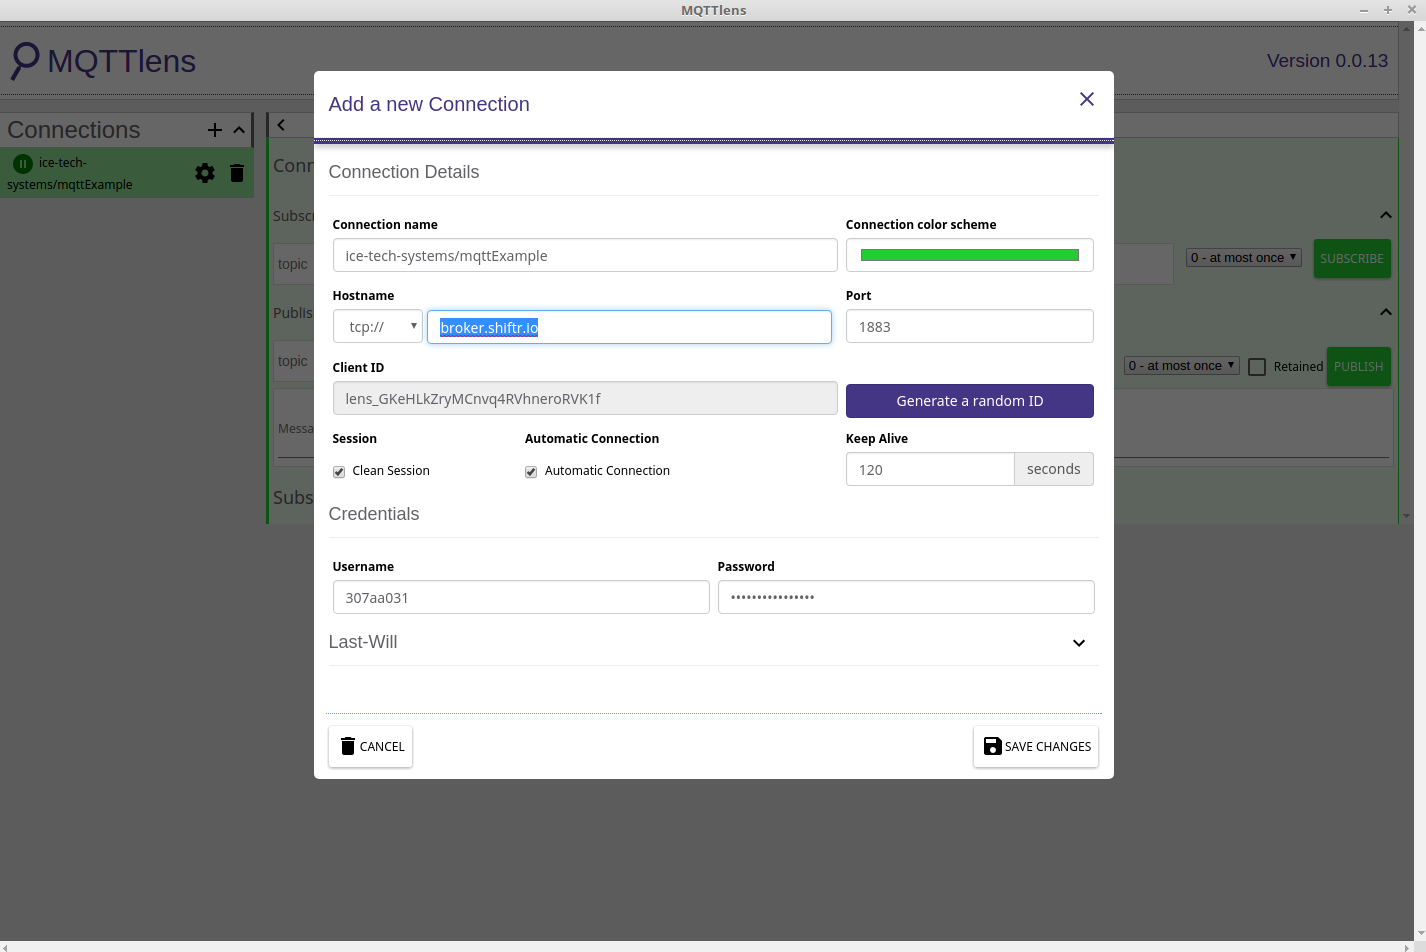 MQTTlens
MQTTlens
Version 0.0.13
Connections
ice-tech-
systems/mqttExample
Subscr
topic
0 - at most once
SUBSCRIBE
Publis
topic
0 - at most once
Retained
PUBLISH
Messa
Subs
Conn
Add a new Connection
Connection Details
Connection name
Connection color scheme
ice-tech-systems/mqttExample
Hostname
Port
tcp://
broker.shiftr.io
1883
Client ID
lens_GKeHLkZryMCnvq4RVhneroRVK1f
Generate a random ID
Session
Automatic Connection
Keep Alive
Clean Session
Automatic Connection
120
seconds
Credentials
Username
Password
307aa031
••••••••••••••••
Last-Will
CANCEL
SAVE CHANGES